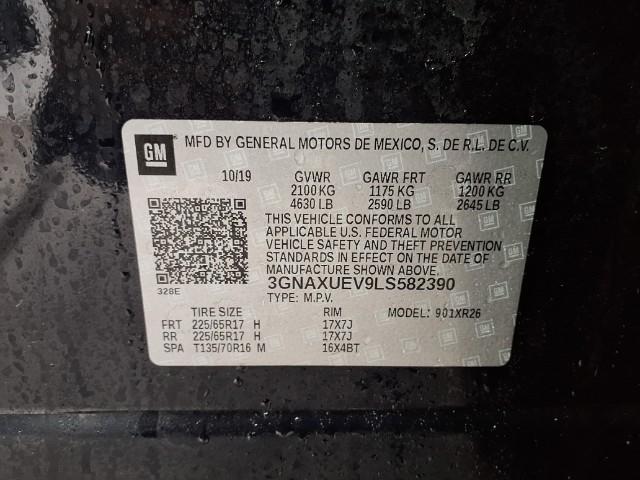 GM MFD BY GENERAL MOTORS DE MEXICO, S. DE R.L. DE C.V.
10/19 GVWR GAWR FRT GAWR RR
2100 KG 1175 KG 1200 KG
4630 LB 2590 LB 2645 LB
THIS VEHICLE CONFORMS TO ALL
APPLICABLE U.S. FEDERAL MOTOR
VEHICLE SAFETY AND THEFT PREVENTION
STANDARDS IN EFFECT ON THE DATE OF
MANUFACTURE SHOWN ABOVE.
328E 3GNAXUEV9LS582390
TYPE: M.P.V.
TIRE SIZE RIM MODEL: 901XR26
FRT 225/65R17 H 17X7J
RR 225/65R17 H 17X7J
SPA T135/70R16 M 16X4BT